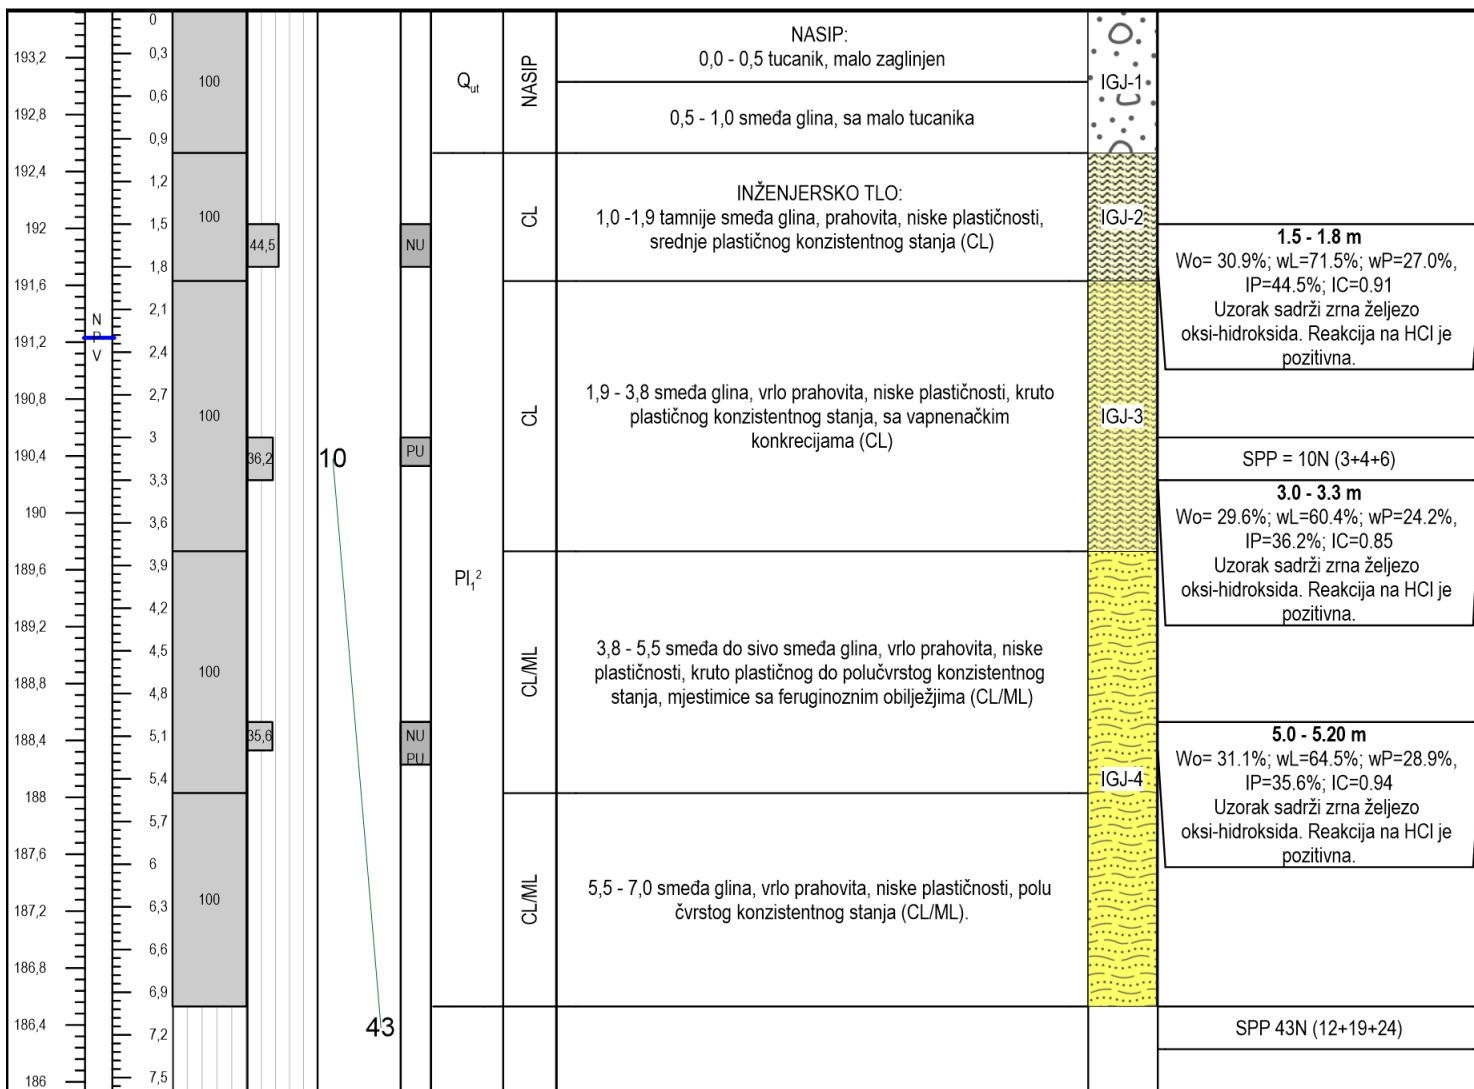 193,2
192,8
192,4
192
191,6
191,2
190,8
190,4
190
189,6
189,2
188,8
188,4
188
187,6
187,2
186,8
186,4
186
N
P
V
0
0,3
0,6
0,9
1,2
1,5
1,8
2,1
2,4
2,7
3
3,3
3,6
3,9
4,2
4,5
4,8
5,1
5,4
5,7
6
6,3
6,6
6,9
7,2
7,5
100
100
100
100
100
44,5
36,2
35,6
10
43
NU
PU
NU
PU
Qut
Pl₁²
NASIP
CL
CL
CL/ML
CL/ML
NASIP:
0,0 - 0,5 tucanik, malo zaglinjen
0,5 - 1,0 smeđa glina, sa malo tucanika
INŽENJERSKO TLO:
1,0 -1,9 tamnije smeđa glina, prahovita, niske plastičnosti,
srednje plastičnog konzistentnog stanja (CL)
1,9 - 3,8 smeđa glina, vrlo prahovita, niske plastičnosti, kruto
plastičnog konzistentnog stanja, sa vapnenačkim
konkrecijama (CL)
3,8 - 5,5 smeđa do sivo smeđa glina, vrlo prahovita, niske
plastičnosti, kruto plastičnog do polučvrstog konzistentnog
stanja, mjestimice sa feruginoznim obilježjima (CL/ML)
5,5 - 7,0 smeđa glina, vrlo prahovita, niske plastičnosti, polu
čvrstog konzistentnog stanja (CL/ML).
IGJ-1
IGJ-2
IGJ-3
IGJ-4
1.5 - 1.8 m
Wo= 30.9%; wL=71.5%; wP=27.0%,
IP=44.5%; IC=0.91
Uzorak sadrži zrna željezo
oksi-hidroksida. Reakcija na HCl je
pozitivna.
SPP = 10N (3+4+6)
3.0 - 3.3 m
Wo= 29.6%; wL=60.4%; wP=24.2%,
IP=36.2%; IC=0.85
Uzorak sadrži zrna željezo
oksi-hidroksida. Reakcija na HCl je
pozitivna.
5.0 - 5.20 m
Wo= 31.1%; wL=64.5%; wP=28.9%,
IP=35.6%; IC=0.94
Uzorak sadrži zrna željezo
oksi-hidroksida. Reakcija na HCl je
pozitivna.
SPP 43N (12+19+24)